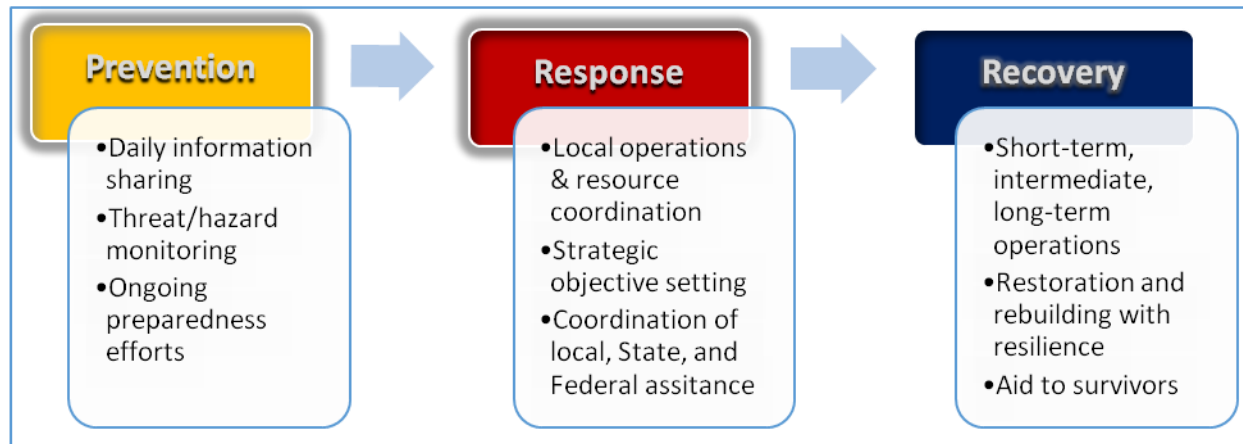 Prevention
•Daily information
sharing
•Threat/hazard
monitoring
•Ongoing
preparedness
efforts
Response
•Local operations
& resource
coordination
•Strategic
objective setting
•Coordination of
local, State, and
Federal assitance
Recovery
•Short-term,
intermediate,
long-term
operations
•Restoration and
rebuilding with
resilience
•Aid to survivors